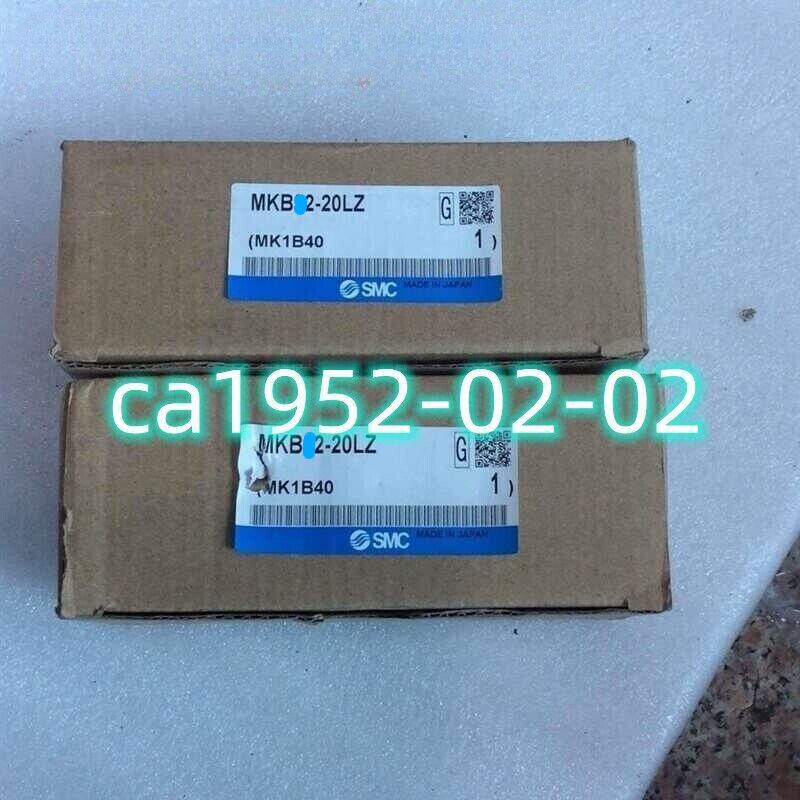 MKB 2-20LZ G
(MK1B40 1 )
SMC MADE IN JAPAN
ca1952-02-02
MKB 2-20LZ G
(MK1B40 1 )
SMC MADE IN JAPAN